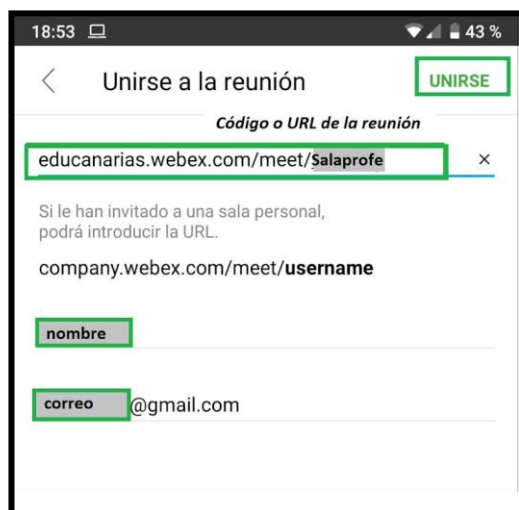 18:53 43 %
Unirse a la reunión UNIRSE
Código o URL de la reunión
educanarias.webex.com/meet/Salaprofe ×
Si le han invitado a una sala personal,
podrá introducir la URL.
company.webex.com/meet/username
nombre
correo @gmail.com